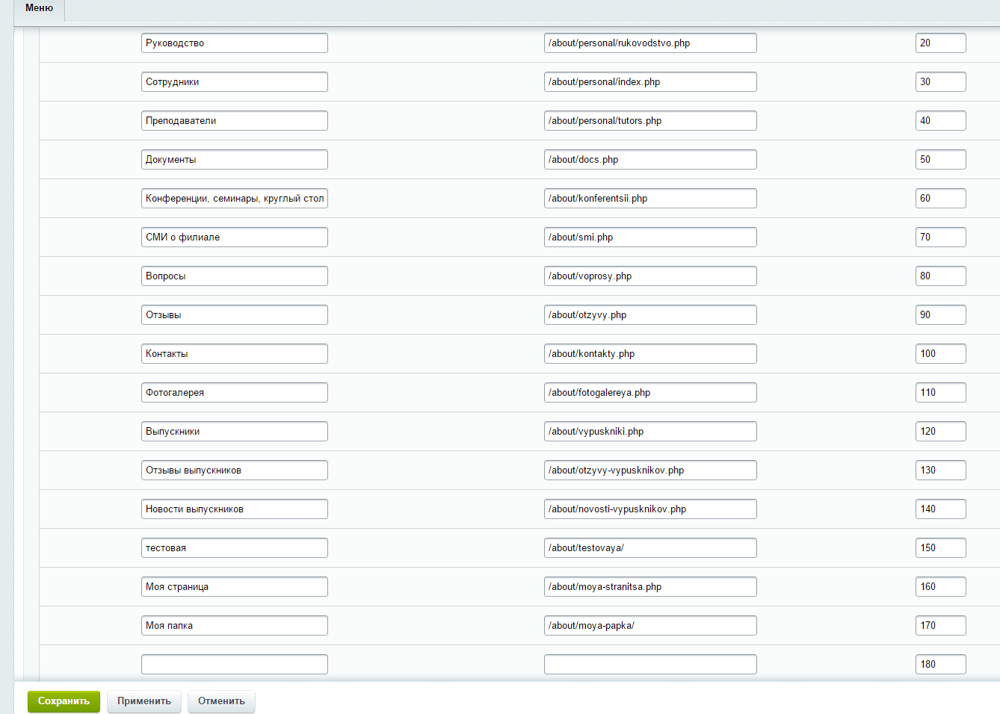 Меню
Руководство /about/personal/rukovodstvo.php 20
Сотрудники /about/personal/index.php 30
Преподаватели /about/personal/tutors.php 40
Документы /about/docs.php 50
Конференции, семинары, круглый стол /about/konferentsii.php 60
СМИ о филиале /about/smi.php 70
Вопросы /about/voprosy.php 80
Отзывы /about/otzyvy.php 90
Контакты /about/kontakty.php 100
Фотогалерея /about/fotogalereya.php 110
Выпускники /about/vypuskniki.php 120
Отзывы выпускников /about/otzyvy-vypusknikov.php 130
Новости выпускников /about/novosti-vypusknikov.php 140
тестовая /about/testovaya/ 150
Моя страница /about/moya-stranitsa.php 160
Моя папка /about/moya-papka/ 170
180
Сохранить Применить Отменить